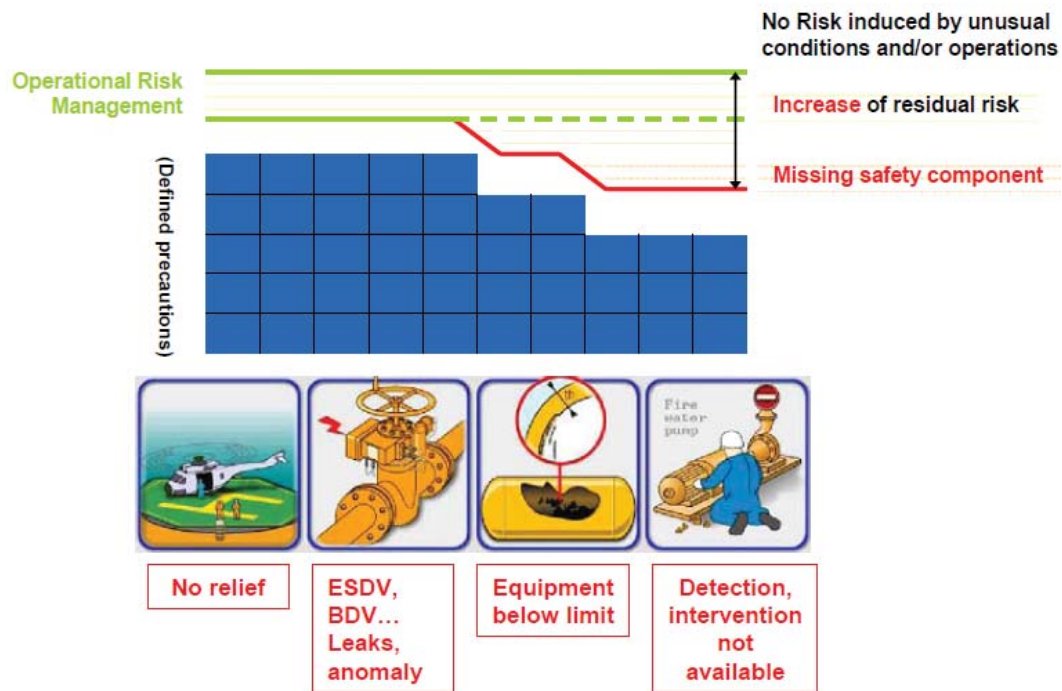 No Risk induced by unusual
conditions and/or operations
Operational Risk
Management
Increase of residual risk
Missing safety component
(Defined precautions)
Fire
water
pump
No relief
ESDV,
BDV...
Leaks,
anomaly
Equipment
below limit
Detection,
intervention
not
available